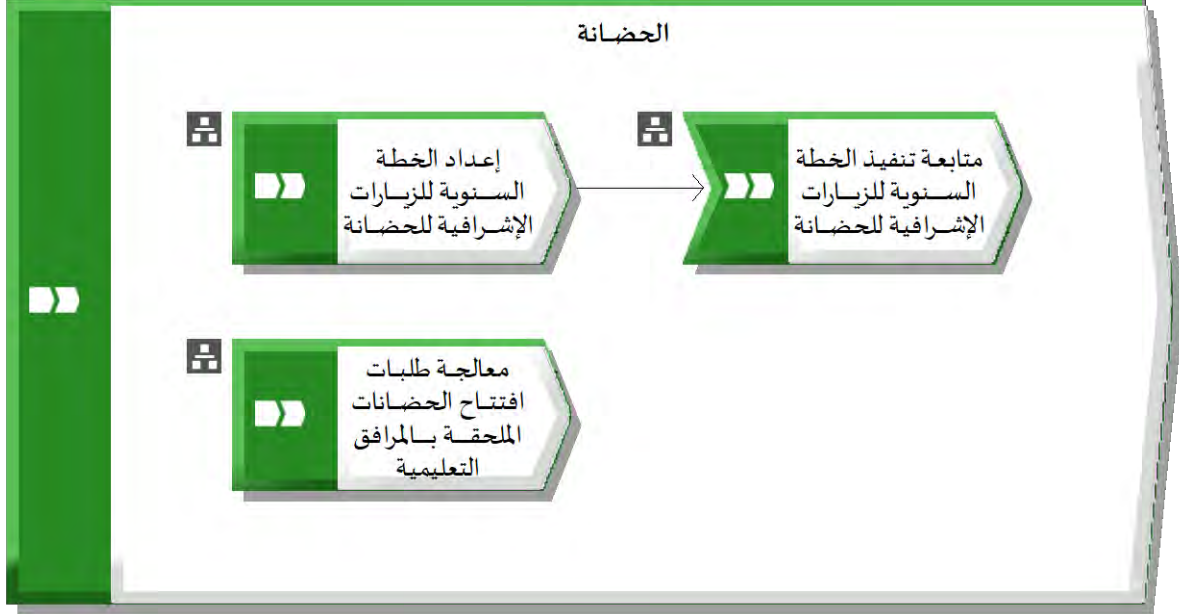 الحضانة
إعداد الخطة
السنوية للزيارات
الإشرافية للحضانة
متابعة تنفيذ الخطة
السنوية للزيارات
الإشرافية للحضانة
معالجة طلبات
افتتاح الحضانات
الملحقة بالمرافق
التعليمية